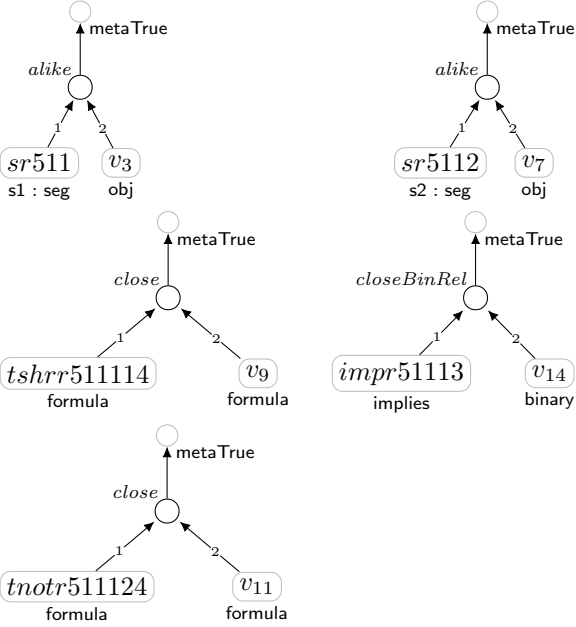 metaTrue
metaTrue
alike
alike
1 2
1 2
sr511 v3
sr5112 v7
s1 : seg obj
s2 : seg obj
metaTrue
metaTrue
close
closeBinRel
1 2
1 2
tshrr511114 v9
impr51113 v14
formula formula
implies binary
metaTrue
close
1 2
tnotr511124 v11
formula formula